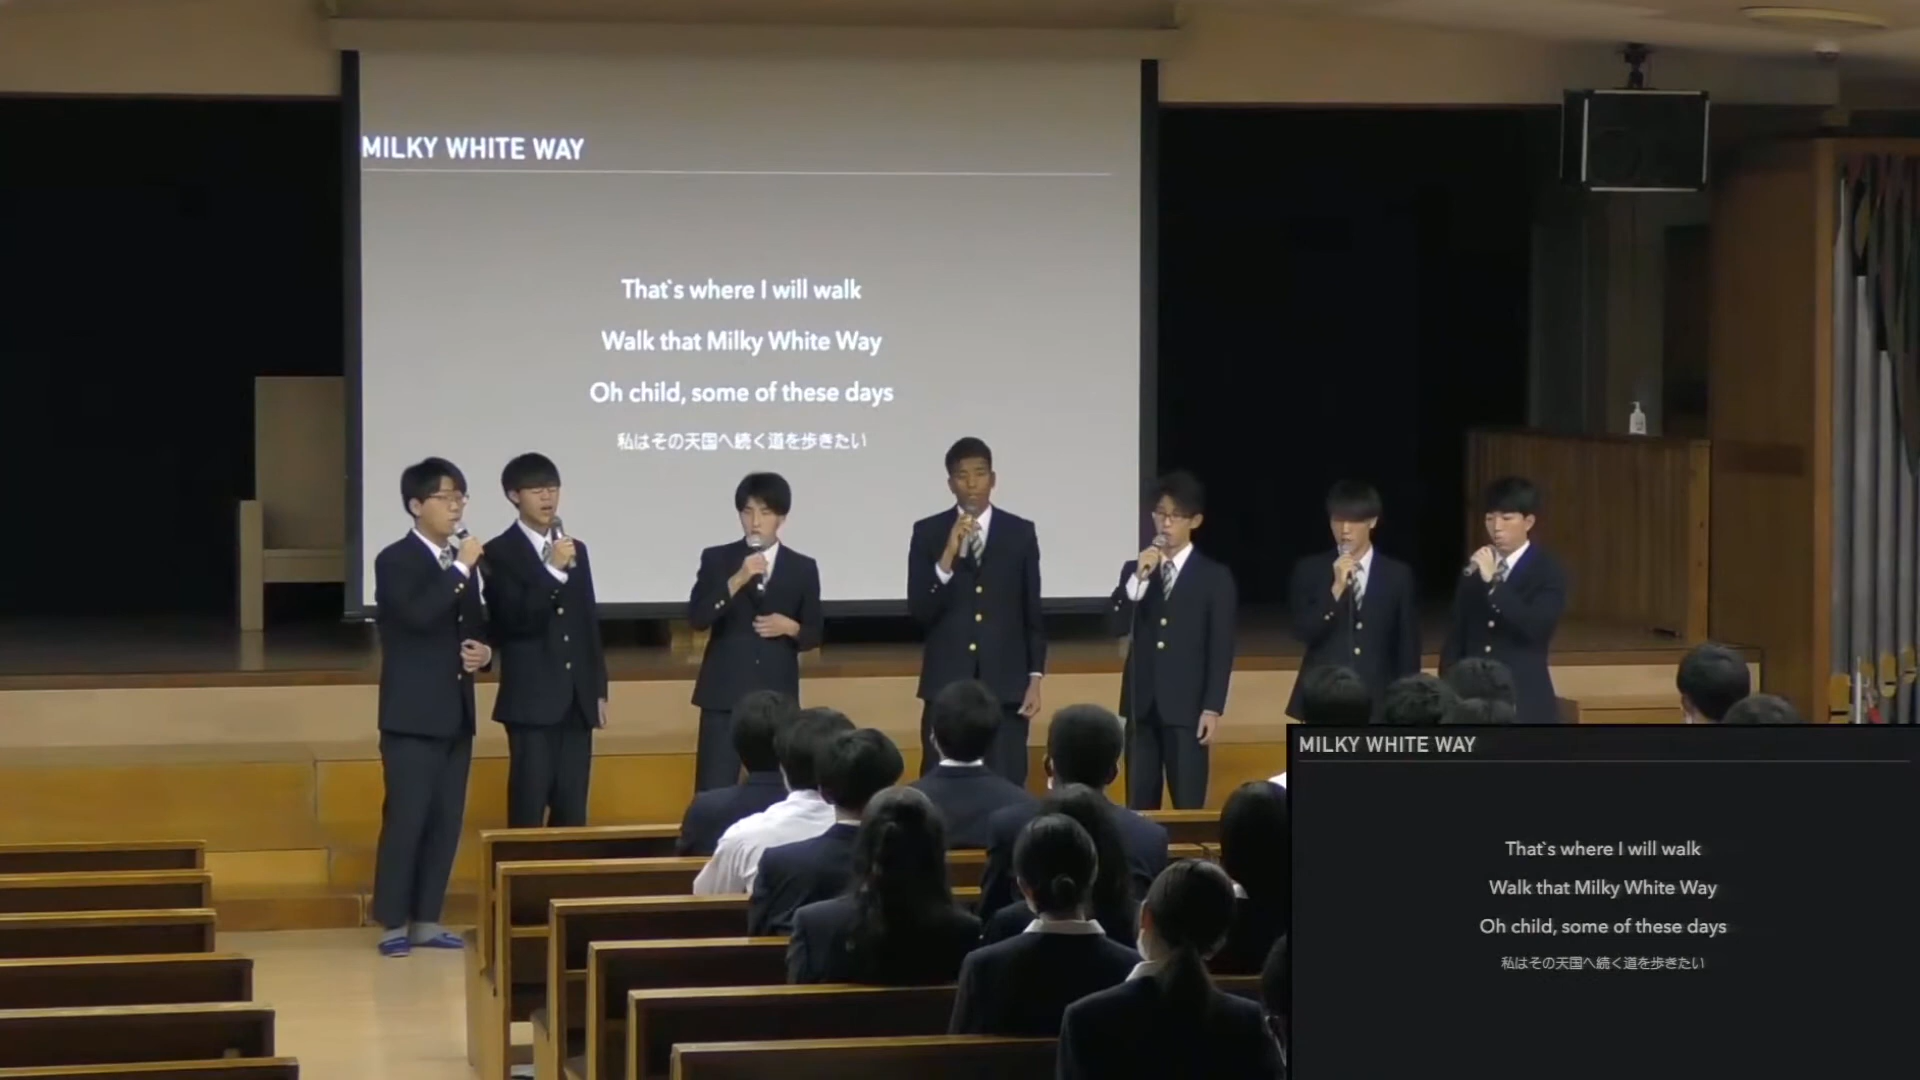 MILKY WHITE WAY
That`s where I will walk
Walk that Milky White Way
Oh child, some of these days
私はその天国へ続く道を歩きたい
MILKY WHITE WAY
That`s where I will walk
Walk that Milky White Way
Oh child, some of these days
私はその天国へ続く道を歩きたい